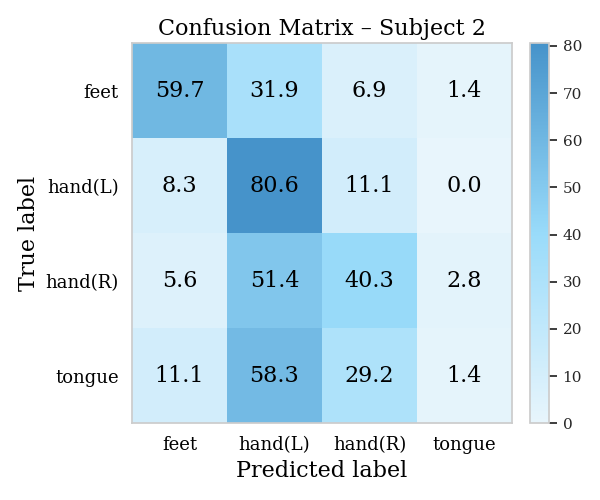 Confusion Matrix – Subject 2
True label
feet 59.7 31.9 6.9 1.4
hand(L) 8.3 80.6 11.1 0.0
hand(R) 5.6 51.4 40.3 2.8
tongue 11.1 58.3 29.2 1.4
feet hand(L) hand(R) tongue
Predicted label
80
70
60
50
40
30
20
10
0